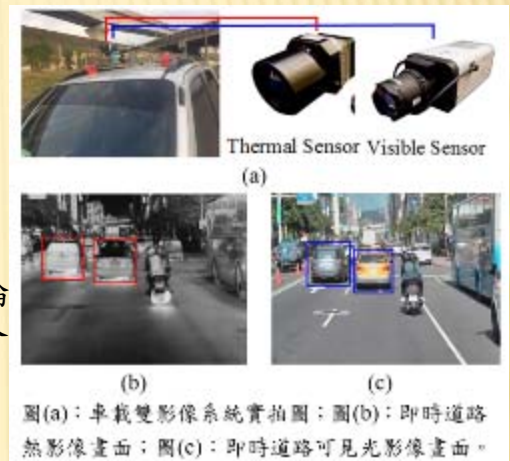 Thermal Sensor Visible Sensor
(a)
(b) (c)
圖(a)：車載雙影像系統實拍圖；圖(b)：即時道路
熱影像畫面；圖(c)：即時道路可見光影像畫面。